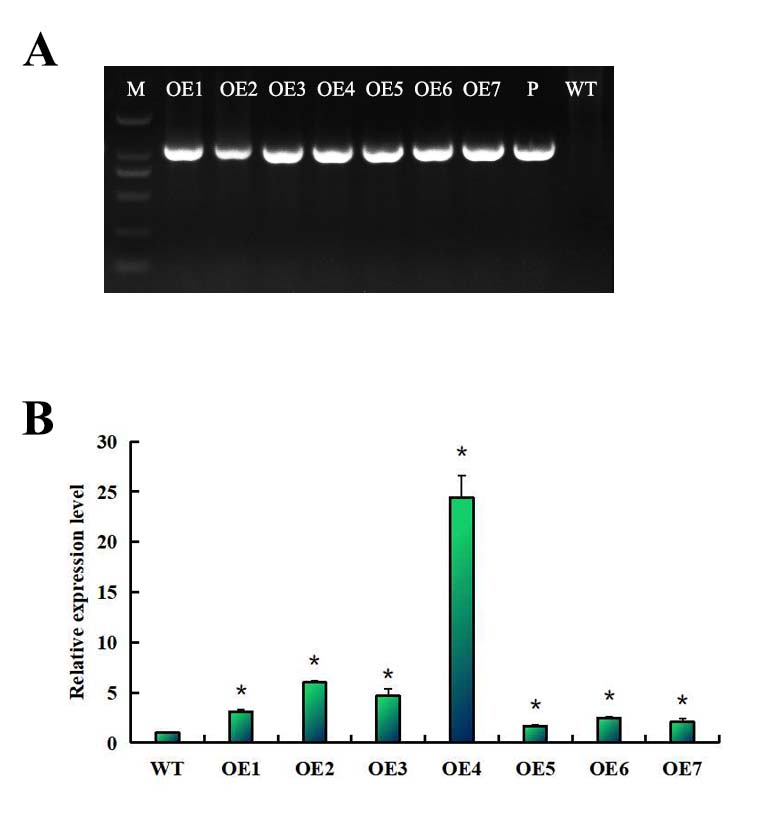 A
M OE1 OE2 OE3 OE4 OE5 OE6 OE7 P WT
B
Relative expression level
30
25
20
15
10
5
0
* * * * * * *
WT OE1 OE2 OE3 OE4 OE5 OE6 OE7